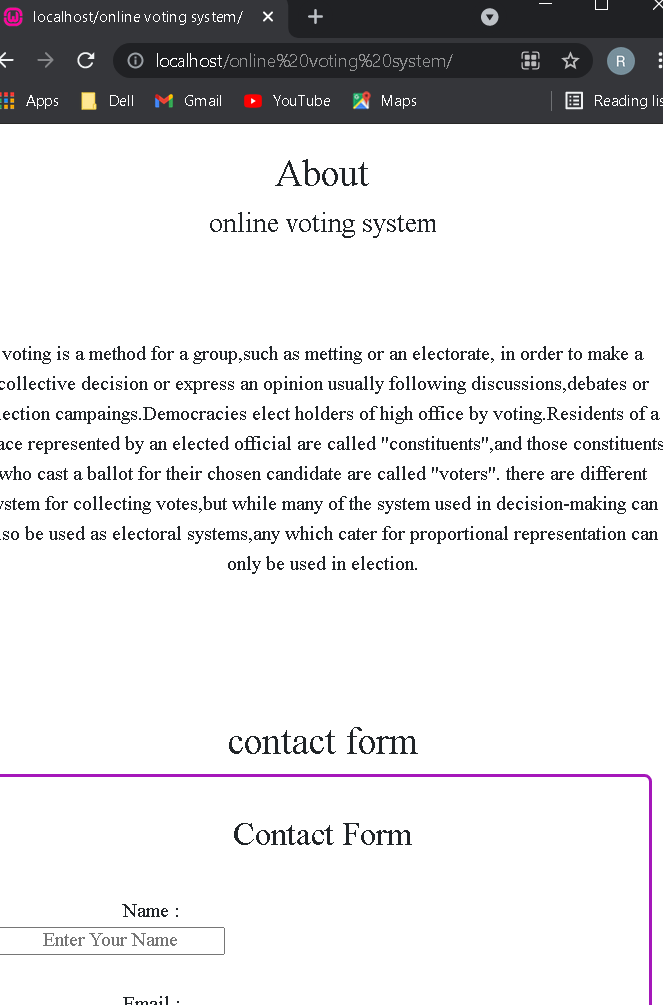 localhost/online voting system/
localhost/online%20voting%20system/
R
Apps Dell Gmail YouTube Maps Reading lis
About
online voting system
voting is a method for a group,such as metting or an electorate, in order to make a
collective decision or express an opinion usually following discussions,debates or
lection campaings.Democracies elect holders of high office by voting.Residents of a
ace represented by an elected official are called "constituents",and those constituents
who cast a ballot for their chosen candidate are called "voters". there are different
ystem for collecting votes,but while many of the system used in decision-making can
lso be used as electoral systems,any which cater for proportional representation can
only be used in election.
contact form
Contact Form
Name :
Enter Your Name
Email :